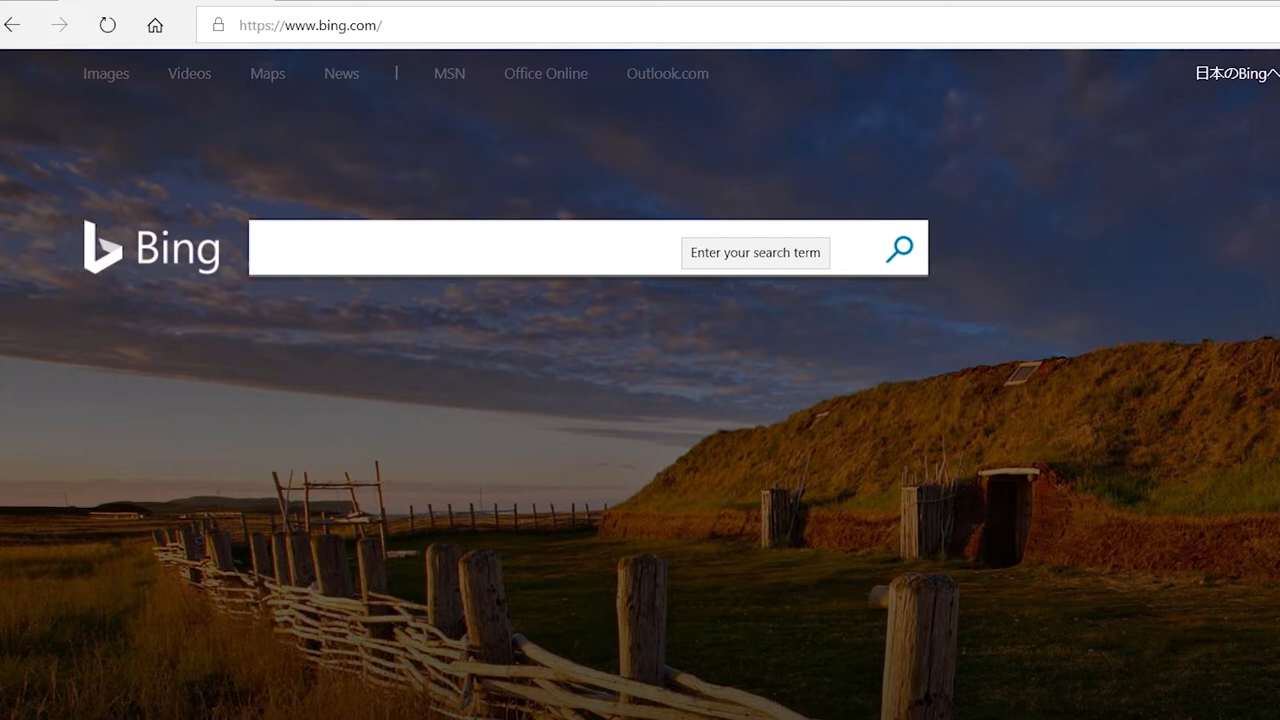 https://www.bing.com/
Images Videos Maps News | MSN Office Online Outlook.com 日本のBingへ
Bing
Enter your search term